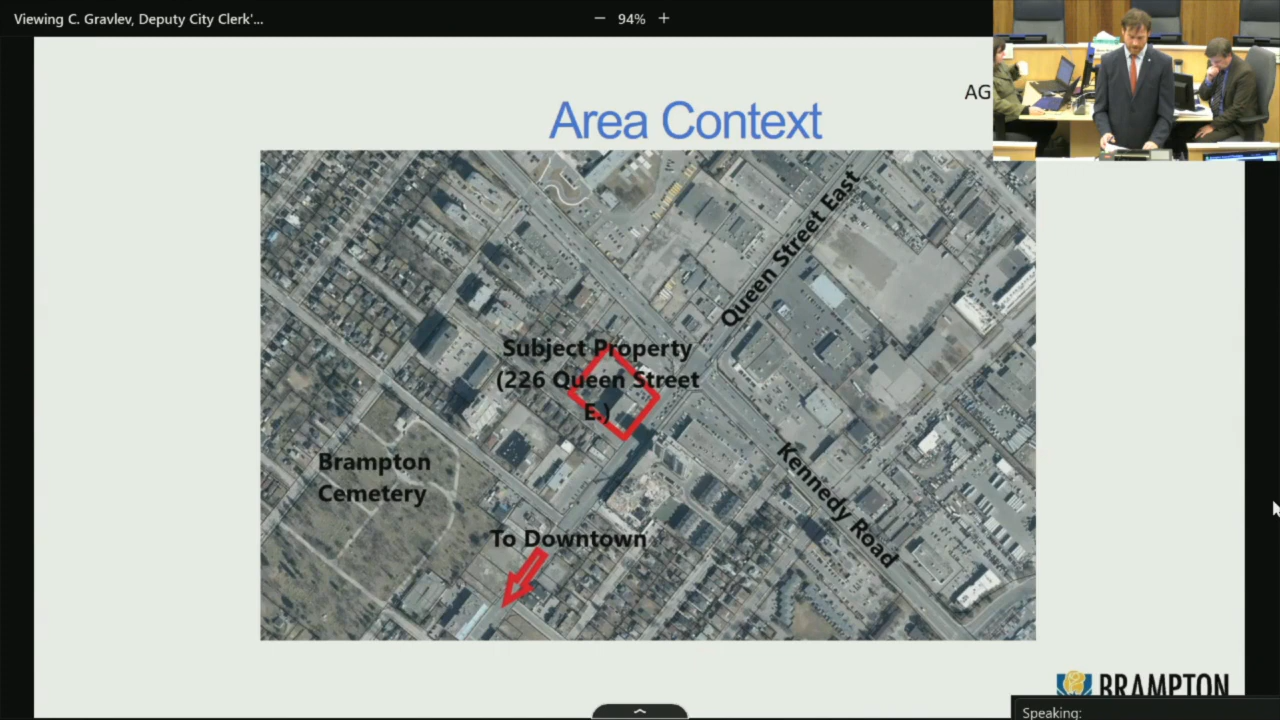 Viewing C. Gravlev, Deputy City Clerk'...
94%
AG
Area Context
Queen Street East
Subject Property
(226 Queen Street
E.)
Kennedy Road
Brampton
Cemetery
To Downtown
BRAMPTON
Speaking: